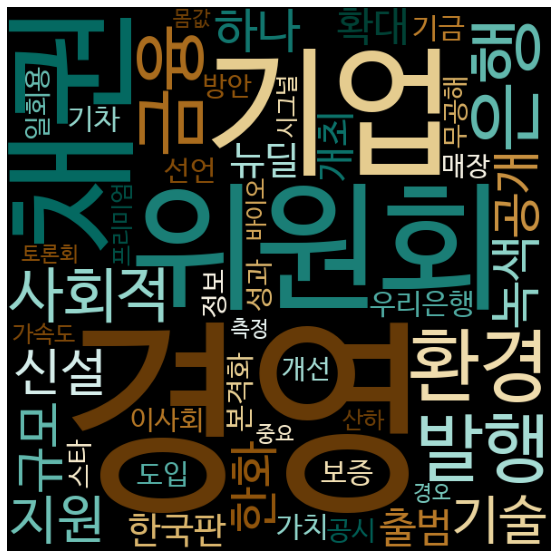 몸값
하나
확대
기금
채권
금융
기업
은행
일회용
기차
방안
시그널
무공해
선언
뉴딜
개최
매장
공개
위원회
프리미엄
바이오
토론회
사회적
정보
성과
우리은행
녹색
가속도
측정
경영
신설
개선
환경
본격화
규모
이사회
산하
발행
중요
스타
도입
한화
보증
경오
지원
한국판
가치
공시
출범
기술